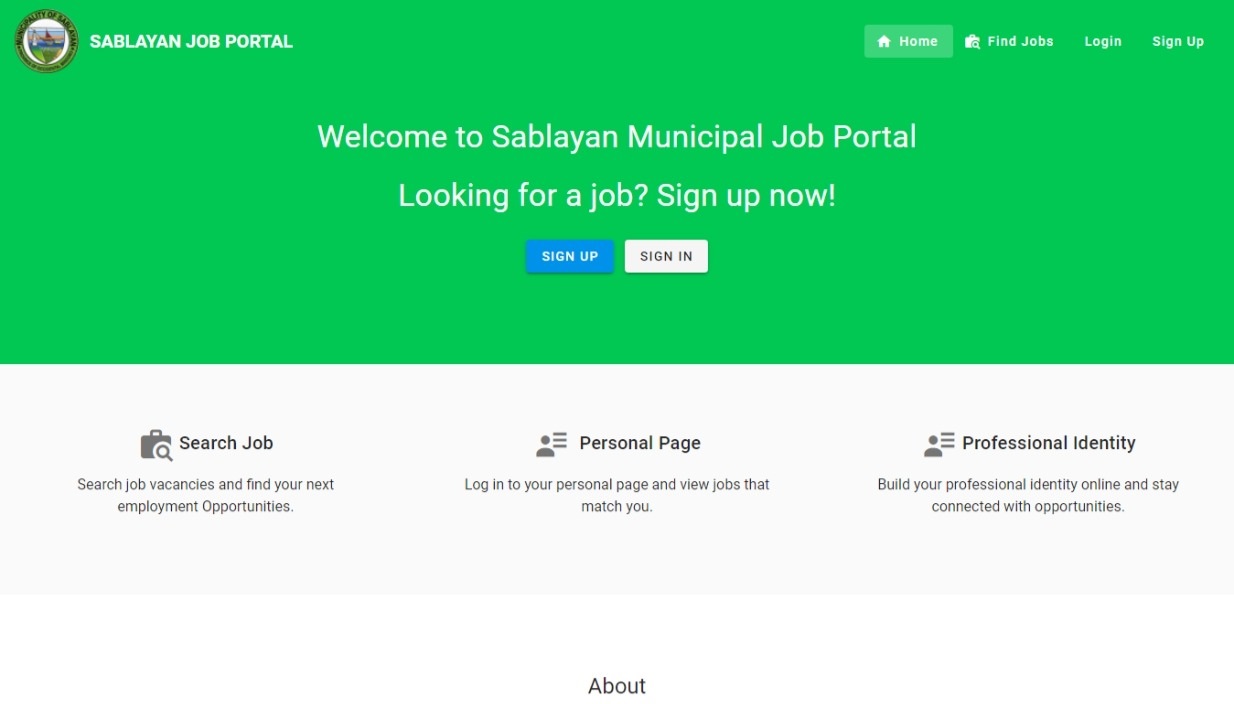 MUNICIPALITY OF SABLAYAN
SABLAYAN JOB PORTAL
Home
Find Jobs
Login
Sign Up
Welcome to Sablayan Municipal Job Portal
Looking for a job? Sign up now!
SIGN UP
SIGN IN
Search Job
Search job vacancies and find your next
employment Opportunities.
Personal Page
Log in to your personal page and view jobs that
match you.
Professional Identity
Build your professional identity online and stay
connected with opportunities.
About